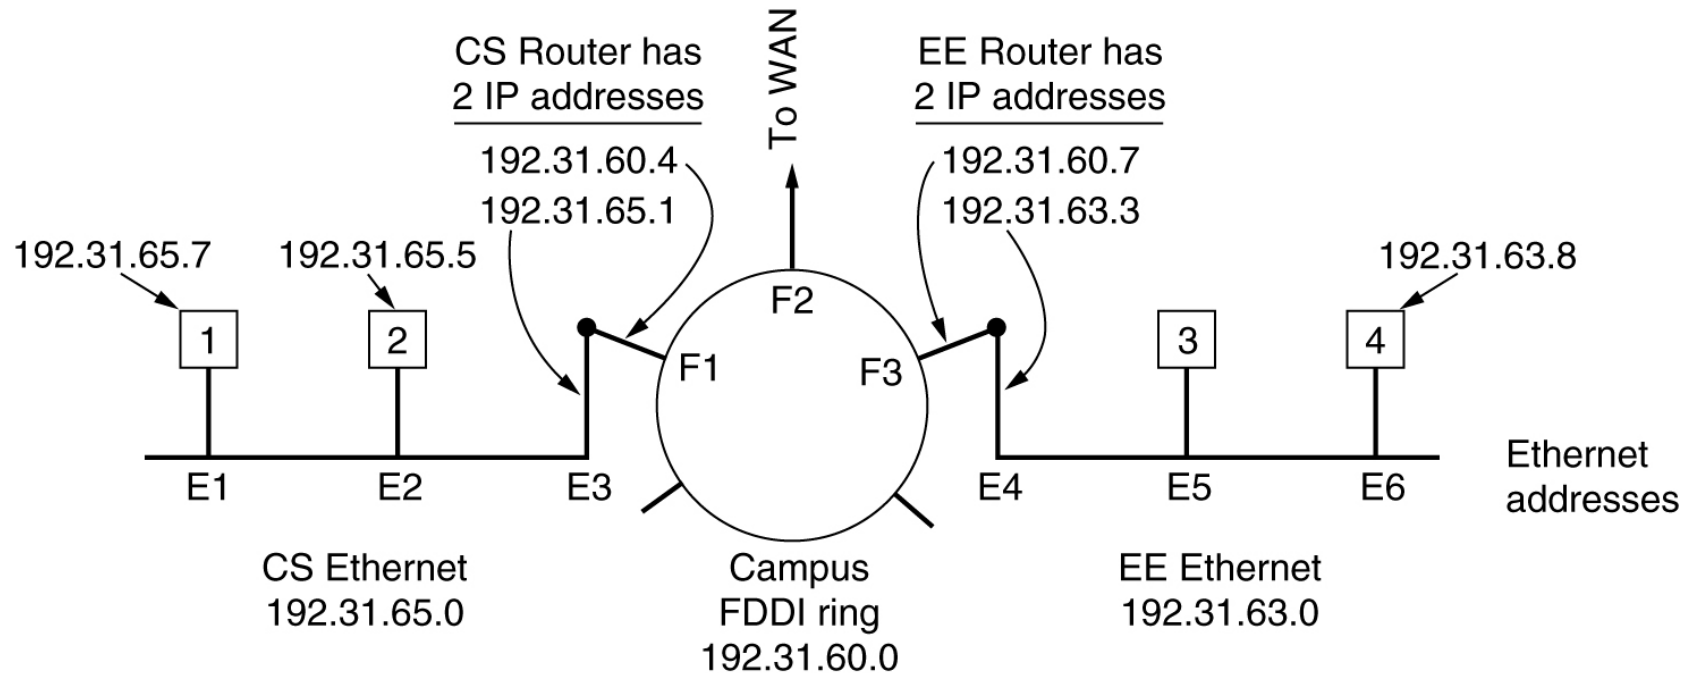 To WAN
CS Router has
2 IP addresses
192.31.60.4
192.31.65.1
EE Router has
2 IP addresses
192.31.60.7
192.31.63.3
192.31.65.7
192.31.65.5
192.31.63.8
1
2
3
4
F2
F1
F3
E1
E2
E3
E4
E5
E6
Ethernet
addresses
CS Ethernet
192.31.65.0
Campus
FDDI ring
192.31.60.0
EE Ethernet
192.31.63.0